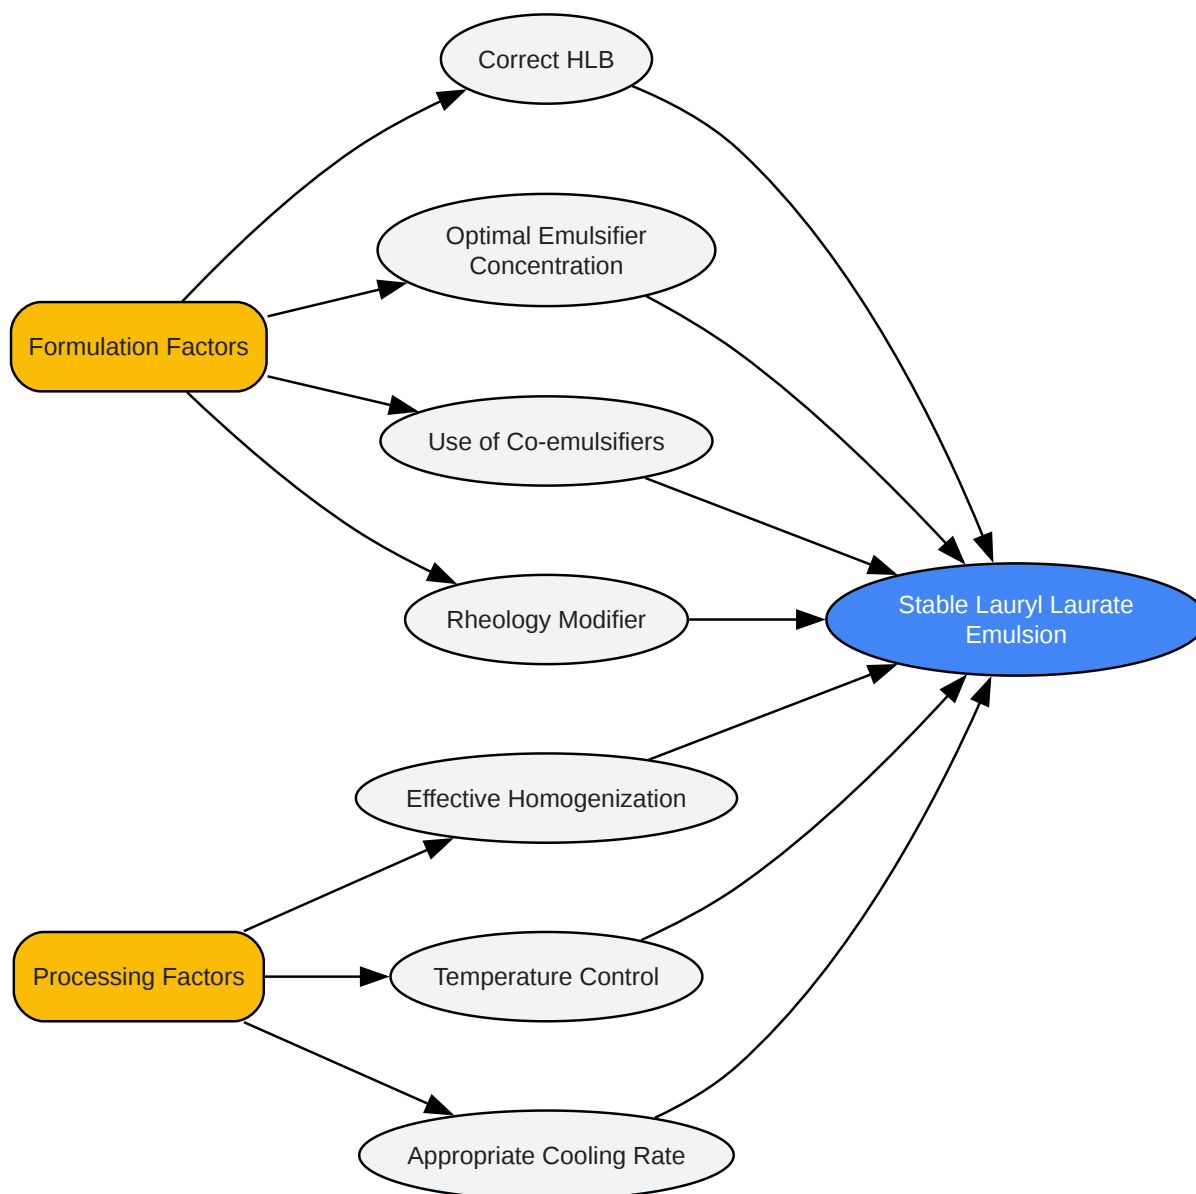 Correct HLB
Optimal Emulsifier
Concentration
Formulation Factors
Use of Co-emulsifiers
Stable Lauryl Laurate
Emulsion
Rheology Modifier
Effective Homogenization
Processing Factors
Temperature Control
Appropriate Cooling Rate